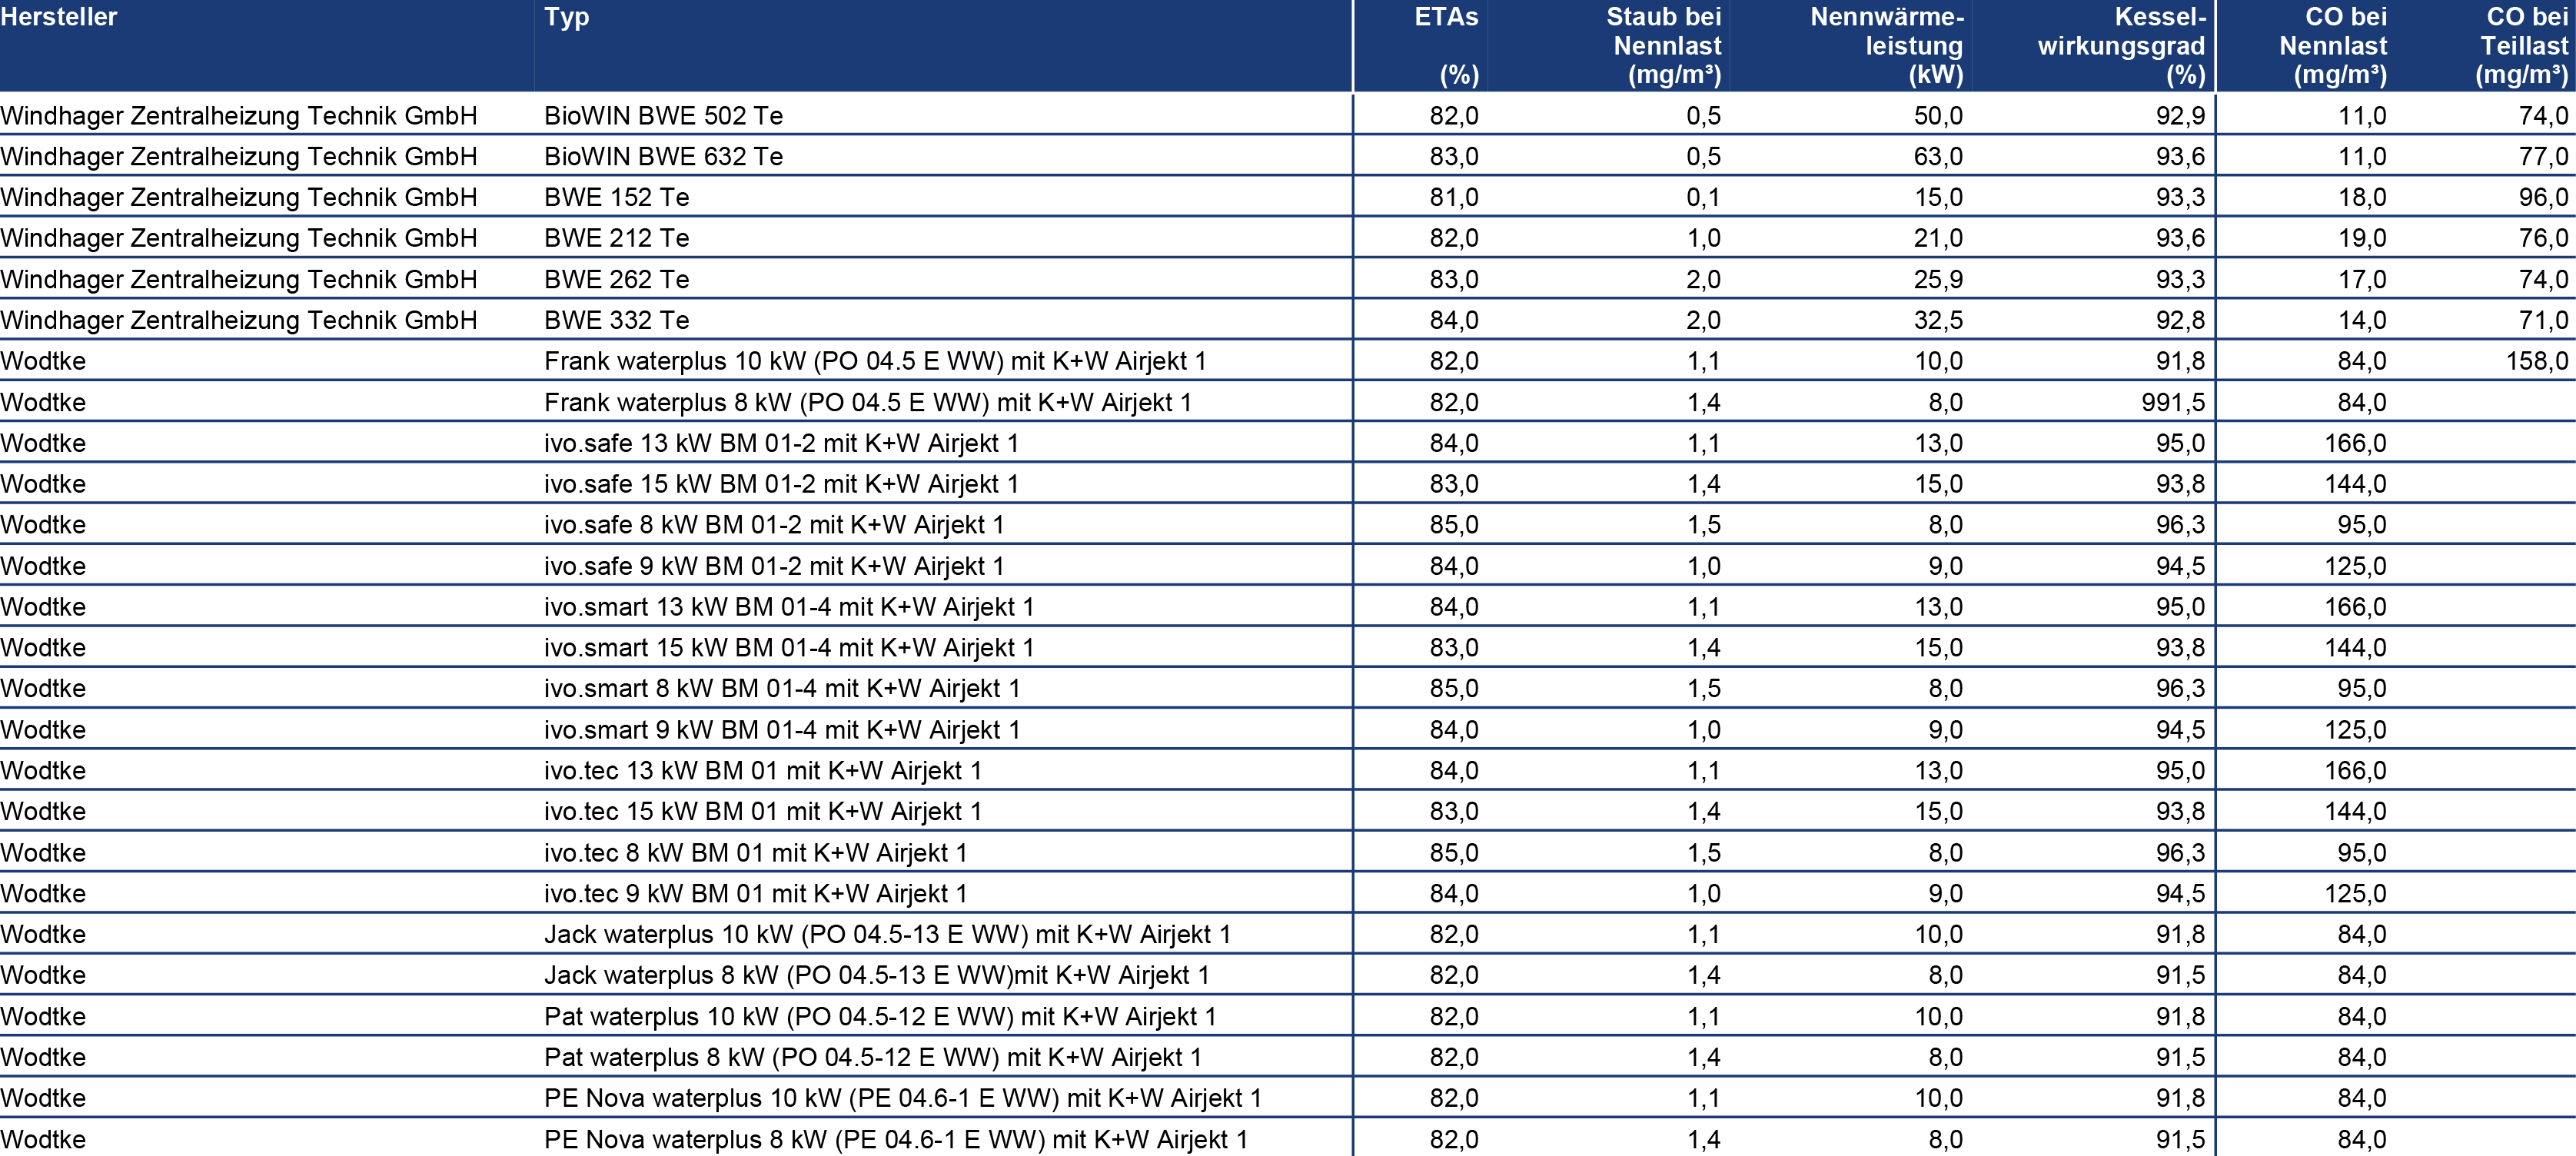 Hersteller Typ ETAs (%) Staub bei Nennlast (mg/m³) Nennwärme- leistung (kW) Kessel- wirkungsgrad (%) CO bei Nennlast (mg/m³) CO bei Teillast (mg/m³)
Windhager Zentralheizung Technik GmbH BioWIN BWE 502 Te 82,0 0,5 50,0 92,9 11,0 74,0
Windhager Zentralheizung Technik GmbH BioWIN BWE 632 Te 83,0 0,5 63,0 93,6 11,0 77,0
Windhager Zentralheizung Technik GmbH BWE 152 Te 81,0 0,1 15,0 93,3 18,0 96,0
Windhager Zentralheizung Technik GmbH BWE 212 Te 82,0 1,0 21,0 93,6 19,0 76,0
Windhager Zentralheizung Technik GmbH BWE 262 Te 83,0 2,0 25,9 93,3 17,0 74,0
Windhager Zentralheizung Technik GmbH BWE 332 Te 84,0 2,0 32,5 92,8 14,0 71,0
Wodtke Frank waterplus 10 kW (PO 04.5 E WW) mit K+W Airjekt 1 82,0 1,1 10,0 91,8 84,0 158,0
Wodtke Frank waterplus 8 kW (PO 04.5 E WW) mit K+W Airjekt 1 82,0 1,4 8,0 991,5 84,0
Wodtke ivo.safe 13 kW BM 01-2 mit K+W Airjekt 1 84,0 1,1 13,0 95,0 166,0
Wodtke ivo.safe 15 kW BM 01-2 mit K+W Airjekt 1 83,0 1,4 15,0 93,8 144,0
Wodtke ivo.safe 8 kW BM 01-2 mit K+W Airjekt 1 85,0 1,5 8,0 96,3 95,0
Wodtke ivo.safe 9 kW BM 01-2 mit K+W Airjekt 1 84,0 1,0 9,0 94,5 125,0
Wodtke ivo.smart 13 kW BM 01-4 mit K+W Airjekt 1 84,0 1,1 13,0 95,0 166,0
Wodtke ivo.smart 15 kW BM 01-4 mit K+W Airjekt 1 83,0 1,4 15,0 93,8 144,0
Wodtke ivo.smart 8 kW BM 01-4 mit K+W Airjekt 1 85,0 1,5 8,0 96,3 95,0
Wodtke ivo.smart 9 kW BM 01-4 mit K+W Airjekt 1 84,0 1,0 9,0 94,5 125,0
Wodtke ivo.tec 13 kW BM 01 mit K+W Airjekt 1 84,0 1,1 13,0 95,0 166,0
Wodtke ivo.tec 15 kW BM 01 mit K+W Airjekt 1 83,0 1,4 15,0 93,8 144,0
Wodtke ivo.tec 8 kW BM 01 mit K+W Airjekt 1 85,0 1,5 8,0 96,3 95,0
Wodtke ivo.tec 9 kW BM 01 mit K+W Airjekt 1 84,0 1,0 9,0 94,5 125,0
Wodtke Jack waterplus 10 kW (PO 04.5-13 E WW) mit K+W Airjekt 1 82,0 1,1 10,0 91,8 84,0
Wodtke Jack waterplus 8 kW (PO 04.5-13 E WW)mit K+W Airjekt 1 82,0 1,4 8,0 91,5 84,0
Wodtke Pat waterplus 10 kW (PO 04.5-12 E WW) mit K+W Airjekt 1 82,0 1,1 10,0 91,8 84,0
Wodtke Pat waterplus 8 kW (PO 04.5-12 E WW) mit K+W Airjekt 1 82,0 1,4 8,0 91,5 84,0
Wodtke PE Nova waterplus 10 kW (PE 04.6-1 E WW) mit K+W Airjekt 1 82,0 1,1 10,0 91,8 84,0
Wodtke PE Nova waterplus 8 kW (PE 04.6-1 E WW) mit K+W Airjekt 1 82,0 1,4 8,0 91,5 84,0